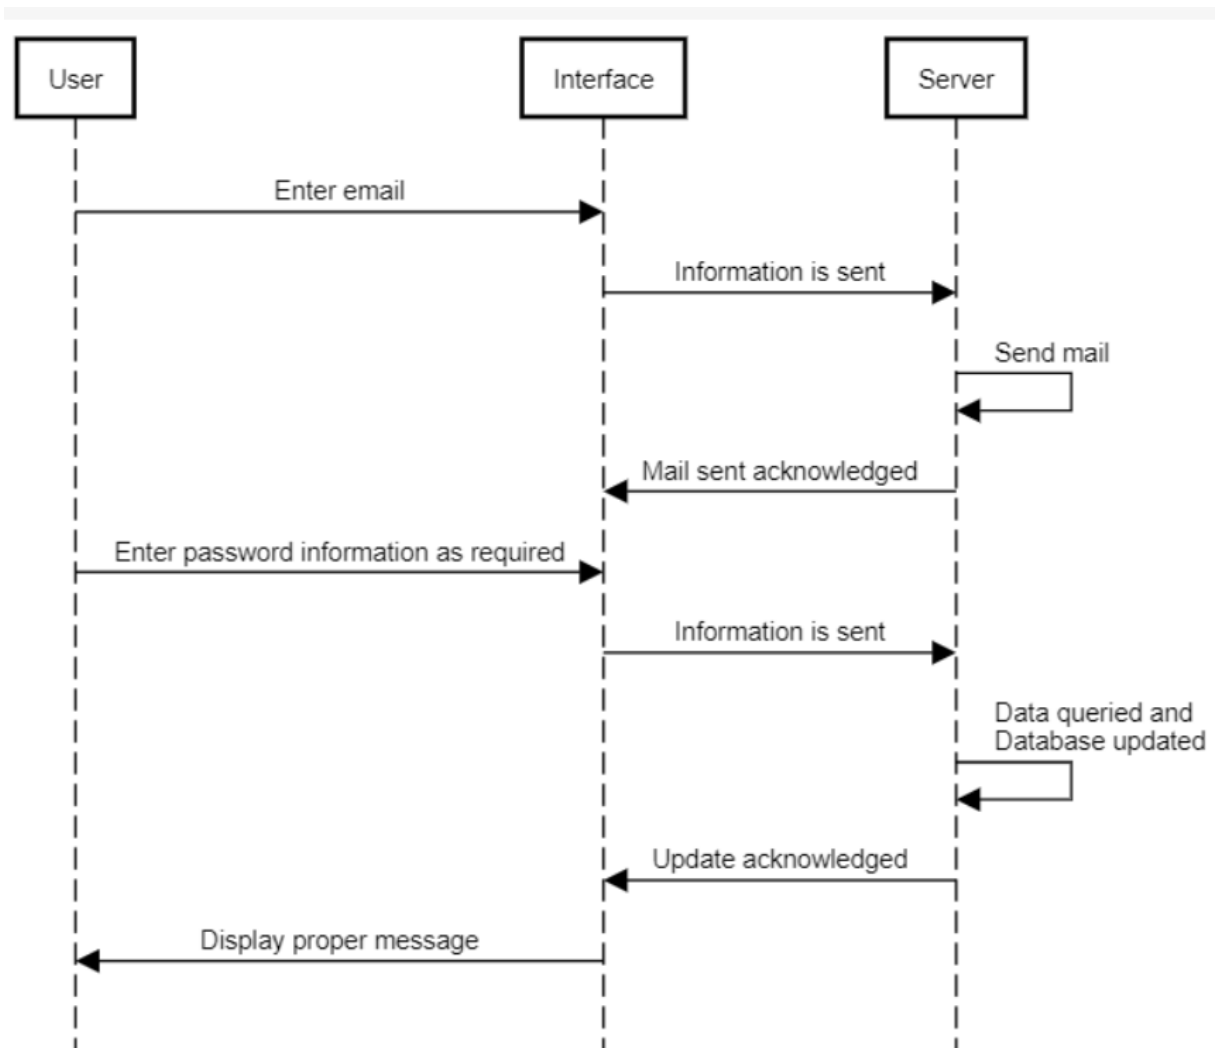 User
Interface
Server
Enter email
Information is sent
Send mail
Mail sent acknowledged
Enter password information as required
Information is sent
Data queried and
Database updated
Update acknowledged
Display proper message